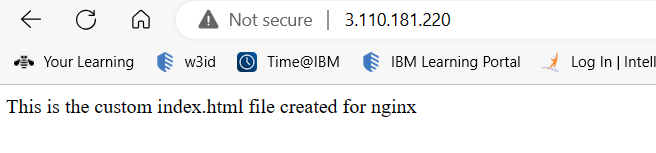 Not secure | 3.110.181.220
Your Learning w3id Time@IBM IBM Learning Portal Log In | Intell
This is the custom index.html file created for nginx